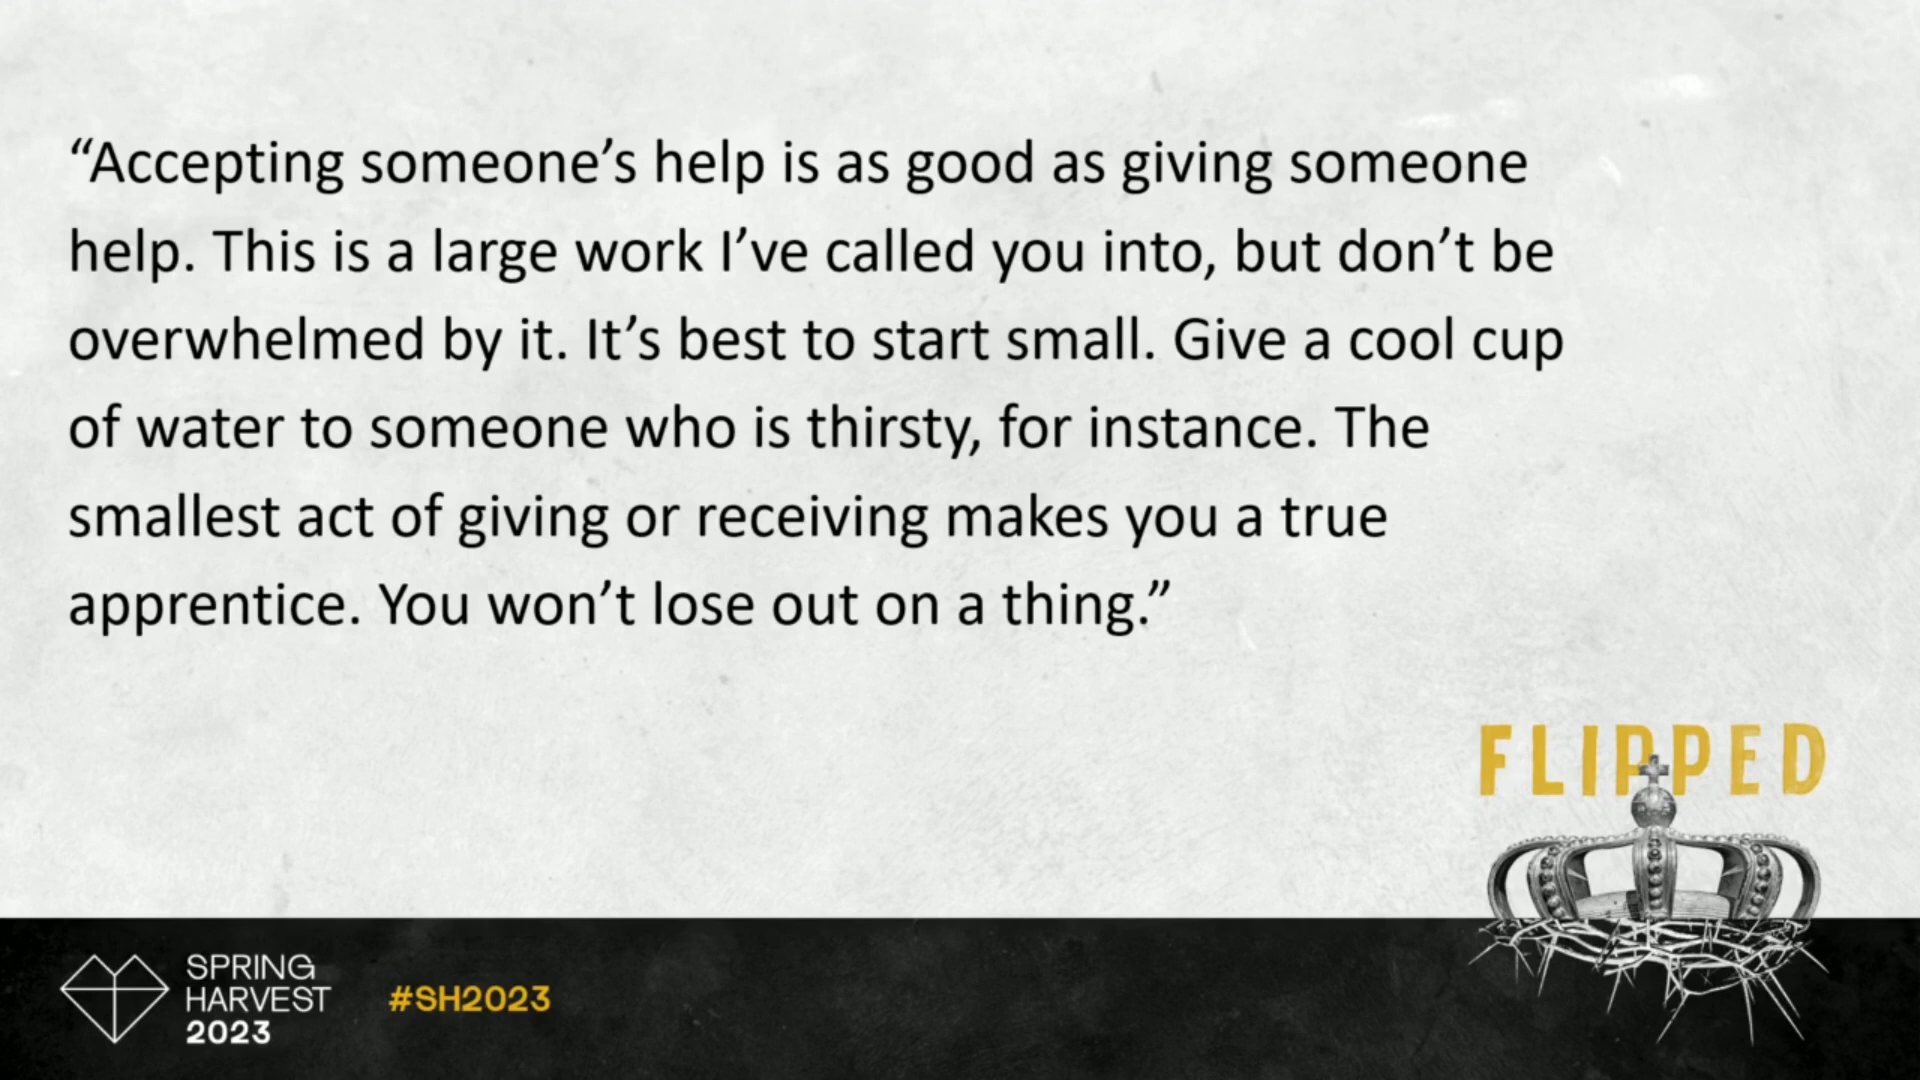 “Accepting someone’s help is as good as giving someone
help. This is a large work I’ve called you into, but don’t be
overwhelmed by it. It’s best to start small. Give a cool cup
of water to someone who is thirsty, for instance. The
smallest act of giving or receiving makes you a true
apprentice. You won’t lose out on a thing.”
FLIPPED
SPRING
HARVEST
2023
#SH2023